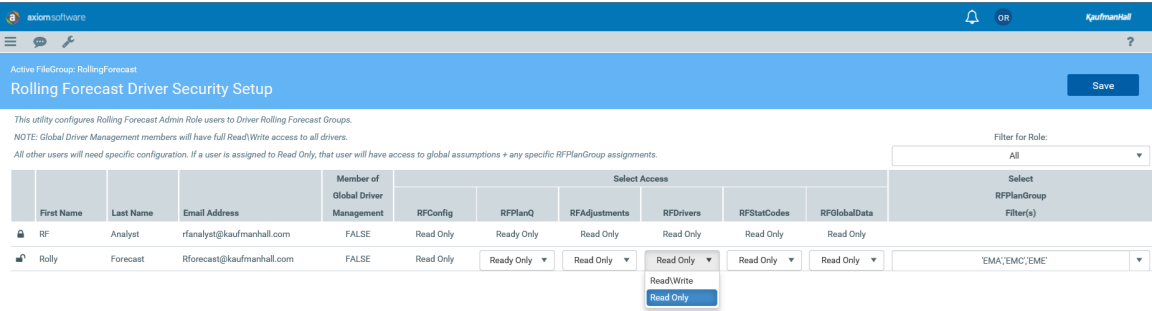 a axiomsoftware
OR
KaufmanHall
?
Active FileGroup: RollingForecast
Rolling Forecast Driver Security Setup
Save
This utility configures Rolling Forecast Admin Role users to Driver Rolling Forecast Groups.
NOTE: Global Driver Management members will have full Read\Write access to all drivers.
Filter for Role:
All other users will need specific configuration. If a user is assigned to Read Only, that user will have access to global assumptions + any specific RFPlanGroup assignments.
All
Member of Select Access Select
Global Driver RFPlanGroup
First Name Last Name Email Address Management RFConfig RFPlanQ RFAdjustments RFDrivers RFStatCodes RFGlobalData Filter(s)
RF Analyst rfanalyst@kaufmanhall.com FALSE Read Only Ready Only Read Only Read Only Read Only Read Only
Rolly Forecast Rforecast@kaufmanhall.com FALSE Read Only Ready Only Read Only Read Only Read Only Read Only 'EMA','EMC','EME'
Read\Write
Read Only